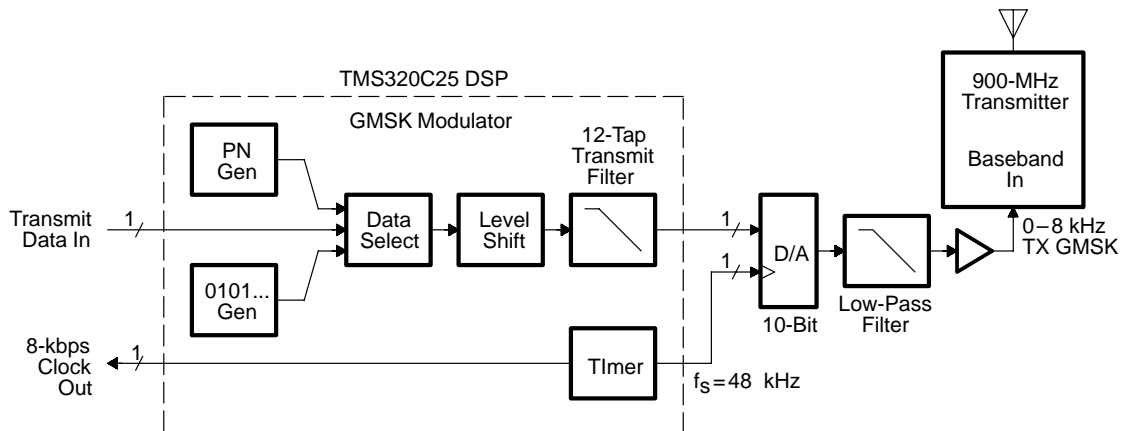 TMS320C25 DSP
GMSK Modulator
PN
Gen
12-Tap
Transmit
Filter
900-MHz
Transmitter
Baseband
In
Transmit
Data In
1
Data
Select
Level
Shift
1
1
D/A
10-Bit
Low-Pass
Filter
0–8 kHz
TX GMSK
0101...
Gen
8-kbps
Clock
Out
1
TImer
fs=48 kHz